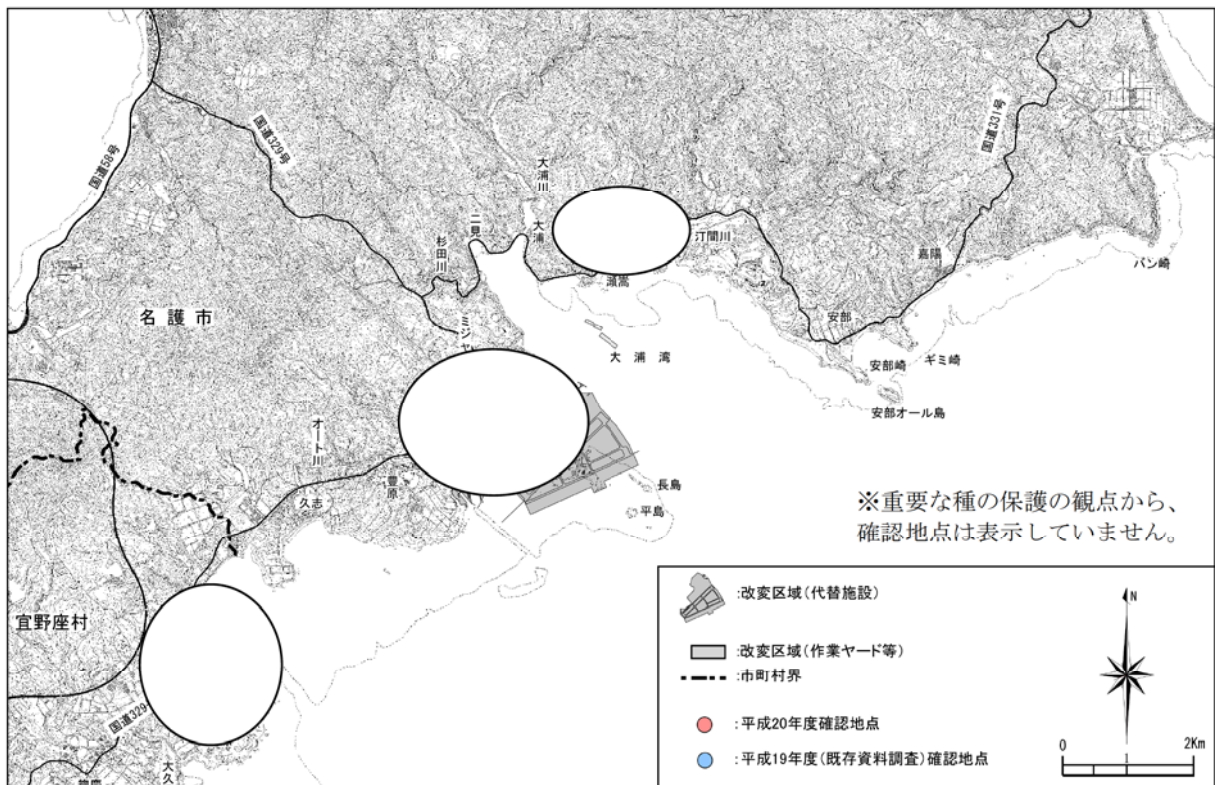 国道58号
国道329号
国道331号
大浦川
大浦
二見
杉田川
汀間川
瀬嵩
嘉陽
バン崎
安部
安部崎
ギミ崎
安部オール島
名護市
ミジャ
大浦湾
オート川
久志
豊原
長島
平島
宜野座村
国道329
大久
※重要な種の保護の観点から、
確認地点は表示していません。
:改変区域(代替施設)
:改変区域(作業ヤード等)
:市町村界
:平成20年度確認地点
:平成19年度(既存資料調査)確認地点
N
0 1 2Km